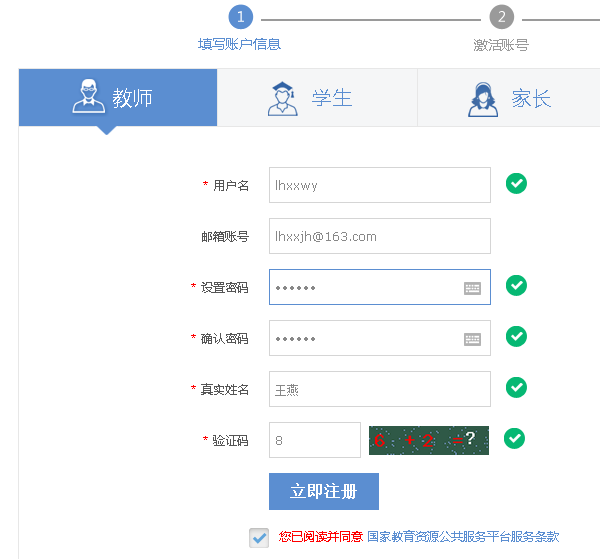 1 2
填写账户信息 激活账号
教师 学生 家长
* 用户名 lhxxwy
邮箱账号 lhxxjh@163.com
* 设置密码 ••••••
* 确认密码 ••••••
* 真实姓名 王燕
* 验证码 8 6 + 2 =?
立即注册
您已阅读并同意 国家教育资源公共服务平台服务条款